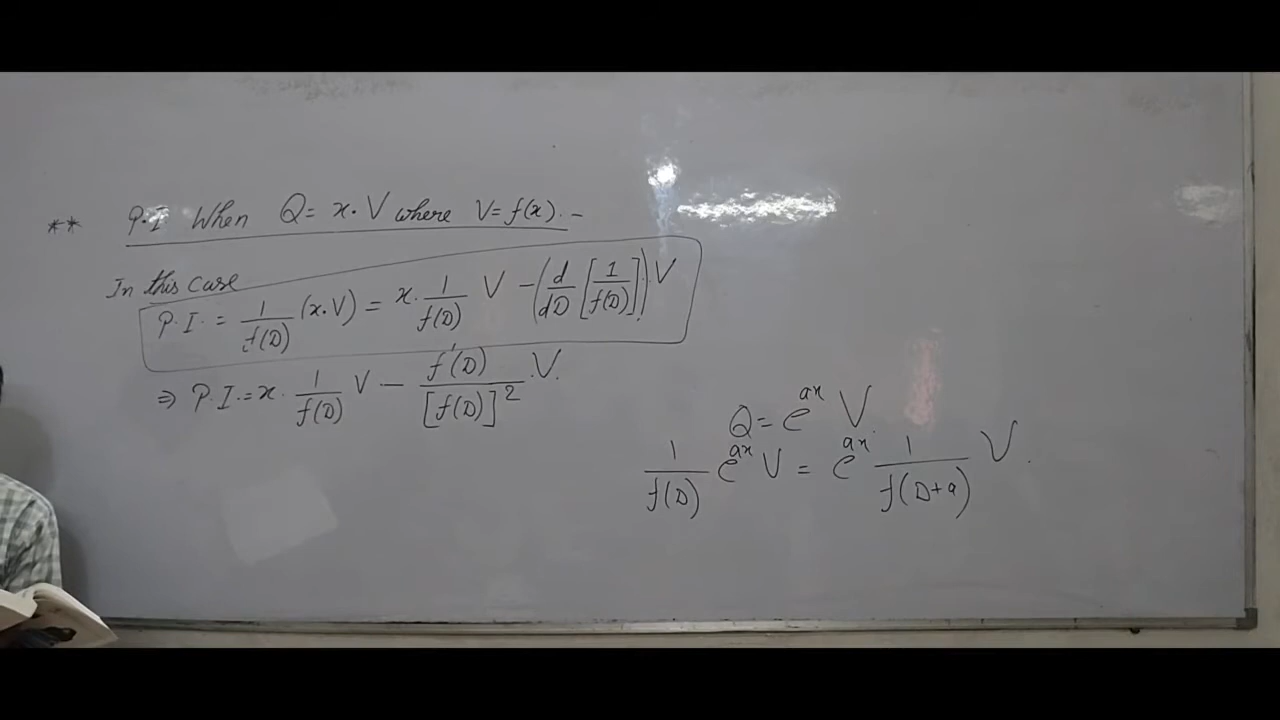 ** P.I. When Q = x. V where V = f(x). -
In this case
P.I. = 1/f(D) (x.V) = x. 1/f(D) V - (d/dD [1/f(D)]) V
⇒ P.I. = x. 1/f(D) V - f'(D)/[f(D)]² .V.
Q = e^{ax} V.
1/f(D) e^{ax} V = e^{ax} 1/f(D+a) V.